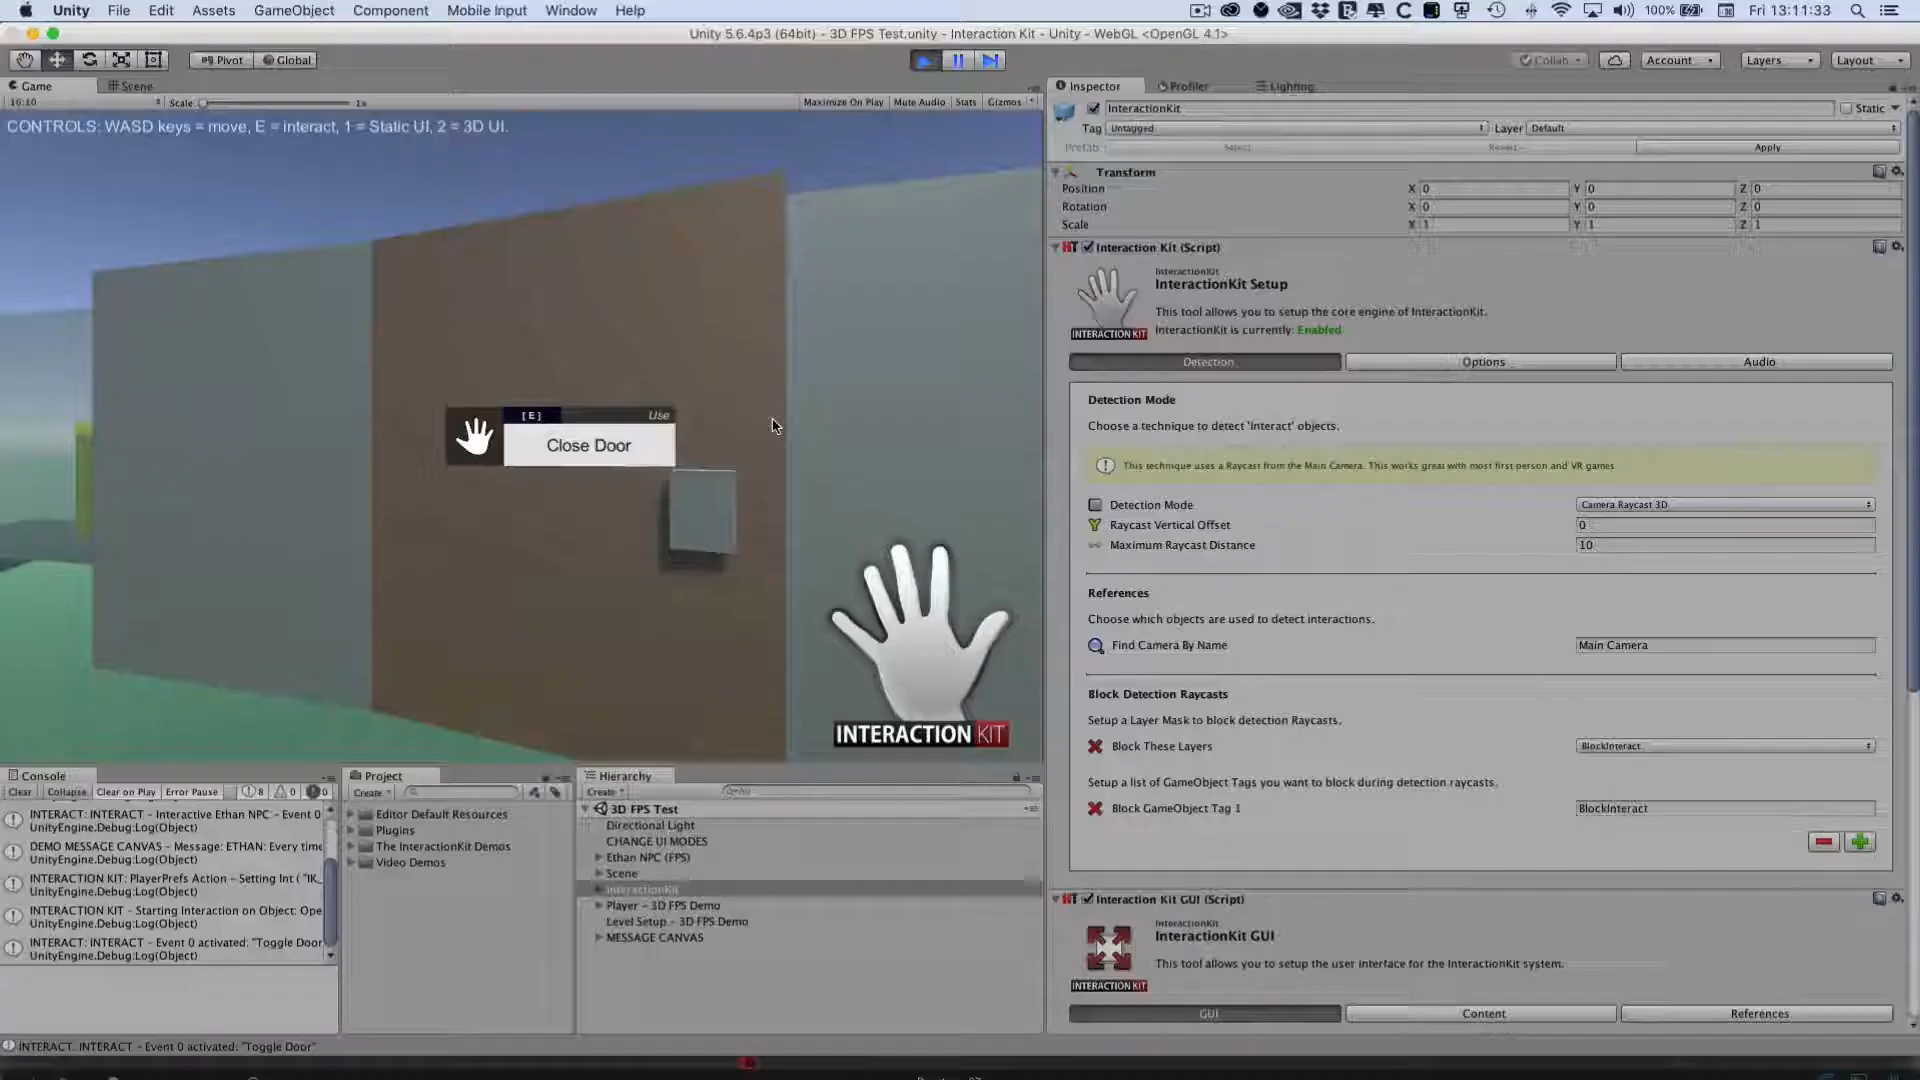 Unity File Edit Assets GameObject Component Mobile Input Window Help 100% Fri 13:11:33
Unity 5.6.4p3 (64bit) - 3D FPS Test.unity - Interaction Kit - Unity - WebGL <OpenGL 4.1>
Pivot Global Collab Account Layers Layout
Game Scene
16:10 Scale 1x Maximize On Play Mute Audio Stats Gizmos
CONTROLS: WASD keys = move, E = interact, 1 = Static UI, 2 = 3D UI.
[E] Use
Close Door
INTERACTION KIT
Inspector Profiler Lighting
InteractionKit Static
Tag Untagged Layer Default
Prefab Select Revert Apply
Transform
Position X 0 Y 0 Z 0
Rotation X 0 Y 0 Z 0
Scale X 1 Y 1 Z 1
Interaction Kit (Script)
InteractionKit
InteractionKit Setup
This tool allows you to setup the core engine of InteractionKit.
InteractionKit is currently: Enabled
INTERACTION KIT
Detection Options Audio
Detection Mode
Choose a technique to detect 'Interact' objects.
This technique uses a Raycast from the Main Camera. This works great with most first person and VR games
Detection Mode Camera Raycast 3D
Raycast Vertical Offset 0
Maximum Raycast Distance 10
References
Choose which objects are used to detect interactions.
Find Camera By Name Main Camera
Block Detection Raycasts
Setup a Layer Mask to block detection Raycasts.
Block These Layers BlockInteract
Setup a list of GameObject Tags you want to block during detection raycasts.
Block GameObject Tag 1 BlockInteract
Interaction Kit GUI (Script)
InteractionKit
InteractionKit GUI
This tool allows you to setup the user interface for the InteractionKit system.
INTERACTION KIT
GUI Content References
Console
Clear Collapse Clear on Play Error Pause 8 0 0
INTERACT: INTERACT - Interactive Ethan NPC - Event 0
UnityEngine.Debug:Log(Object)
DEMO MESSAGE CANVAS - Message: ETHAN: Every time
UnityEngine.Debug:Log(Object)
INTERACTION KIT: PlayerPrefs Action - Setting Int ( "IK_
UnityEngine.Debug:Log(Object)
INTERACTION KIT - Starting Interaction on Object: Ope
UnityEngine.Debug:Log(Object)
INTERACT: INTERACT - Event 0 activated: "Toggle Door
UnityEngine.Debug:Log(Object)
Project
Create
Editor Default Resources
Plugins
The InteractionKit Demos
Video Demos
Hierarchy
Create All
3D FPS Test
Directional Light
CHANGE UI MODES
Ethan NPC (FPS)
Scene
InteractionKit
Player - 3D FPS Demo
Level Setup - 3D FPS Demo
MESSAGE CANVAS
INTERACT: INTERACT - Event 0 activated: "Toggle Door"